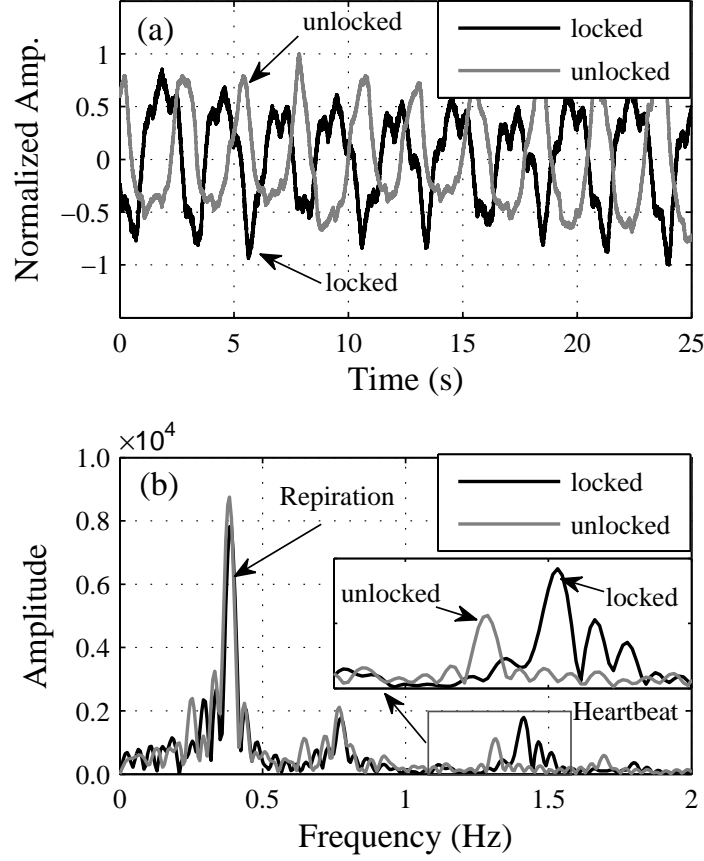 (a)
unlocked
locked
unlocked
locked
1
0.5
0
−0.5
−1
Normalized Amp.
0 5 10 15 20 25
Time (s)
×10^4
(b)
Repiration
locked
unlocked
unlocked
locked
Heartbeat
1.0
0.8
0.6
0.4
0.2
0.0
Amplitude
0 0.5 1 1.5 2
Frequency (Hz)